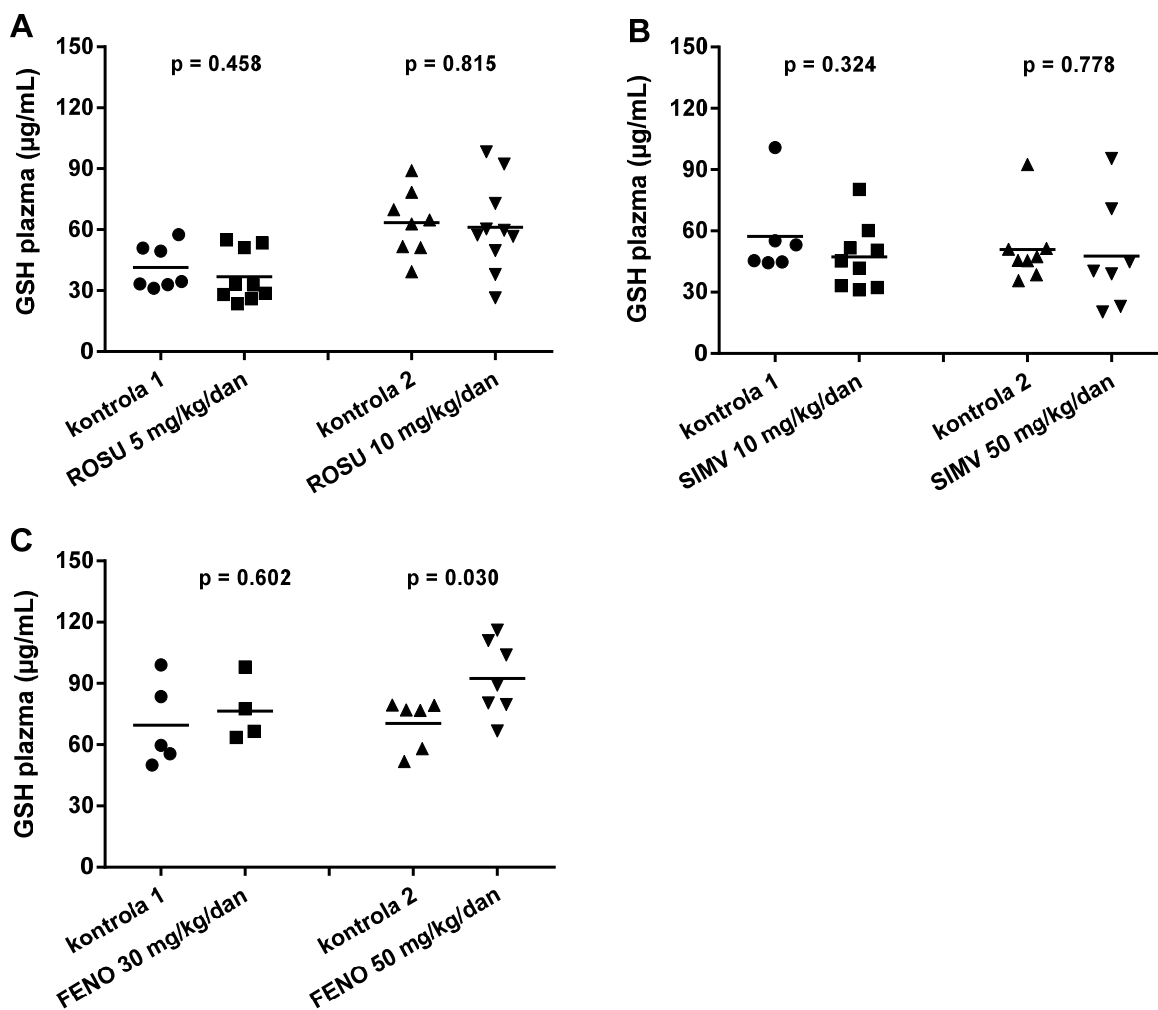 A
GSH plazma (µg/mL)
150
120
90
60
30
0
p = 0.458
p = 0.815
kontrola 1
ROSU 5 mg/kg/dan
kontrola 2
ROSU 10 mg/kg/dan
B
GSH plazma (µg/mL)
150
120
90
60
30
0
p = 0.324
p = 0.778
kontrola 1
SIMV 10 mg/kg/dan
kontrola 2
SIMV 50 mg/kg/dan
C
GSH plazma (µg/mL)
150
120
90
60
30
0
p = 0.602
p = 0.030
kontrola 1
FENO 30 mg/kg/dan
kontrola 2
FENO 50 mg/kg/dan